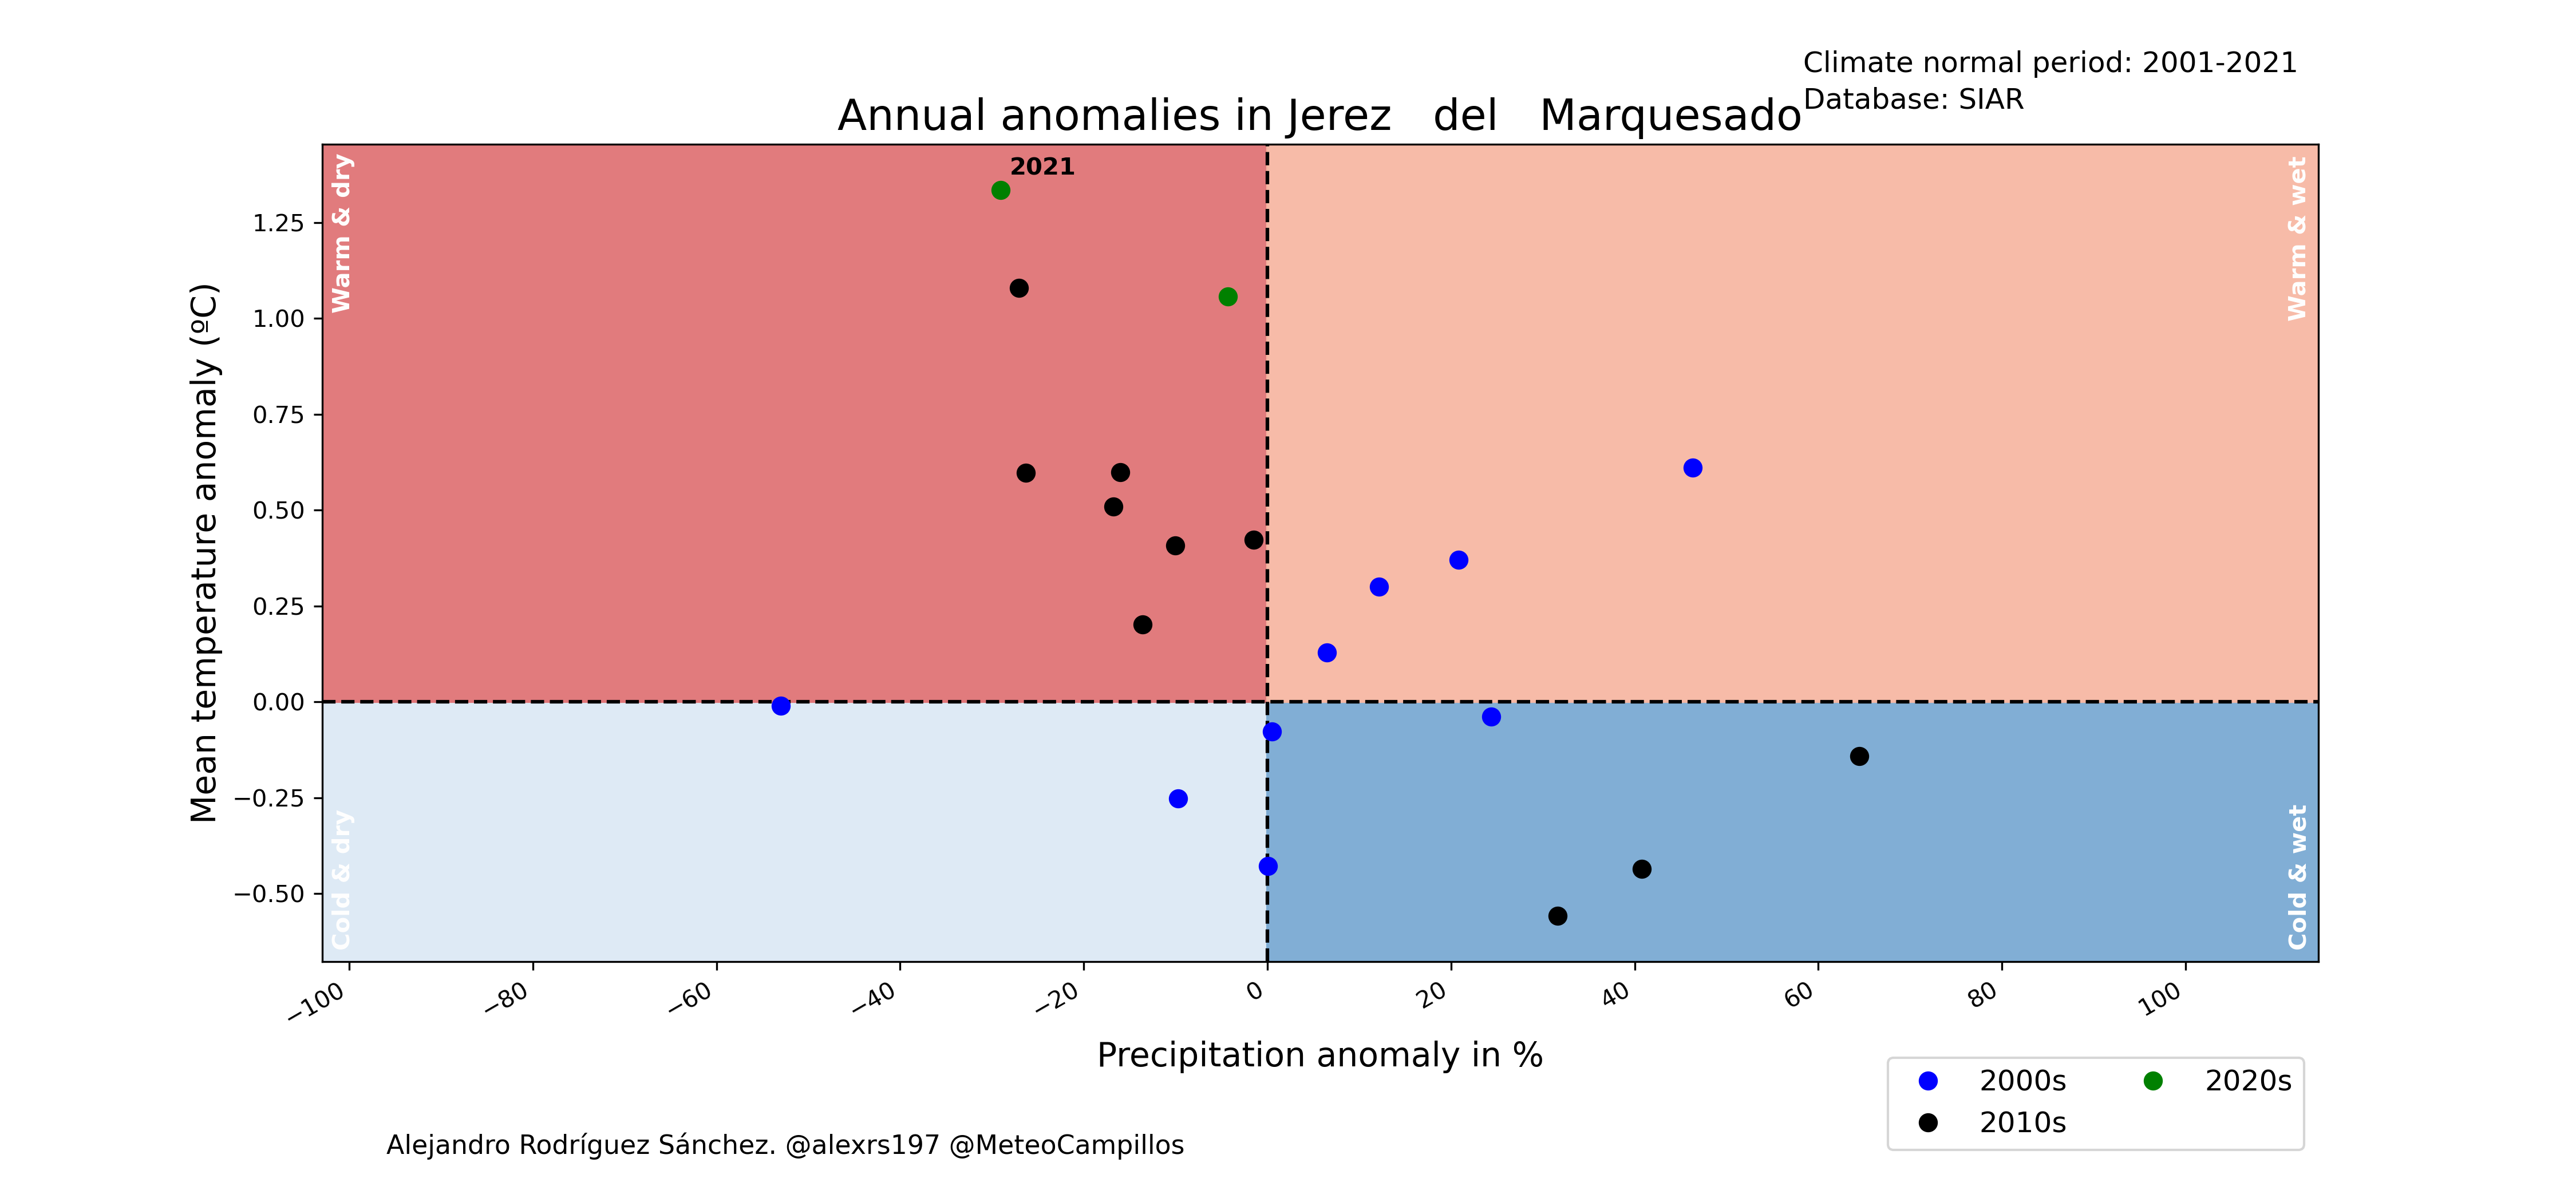 Climate normal period: 2001-2021
Database: SIAR
Annual anomalies in Jerez   del   Marquesado
Warm & dry
2021
Warm & wet
Mean temperature anomaly (ºC)
1.25
1.00
0.75
0.50
0.25
0.00
−0.25
−0.50
Cold & dry
Cold & wet
−100
−80
−60
−40
−20
0
20
40
60
80
100
Precipitation anomaly in %
2000s
2010s
2020s
Alejandro Rodríguez Sánchez. @alexrs197 @MeteoCampillos